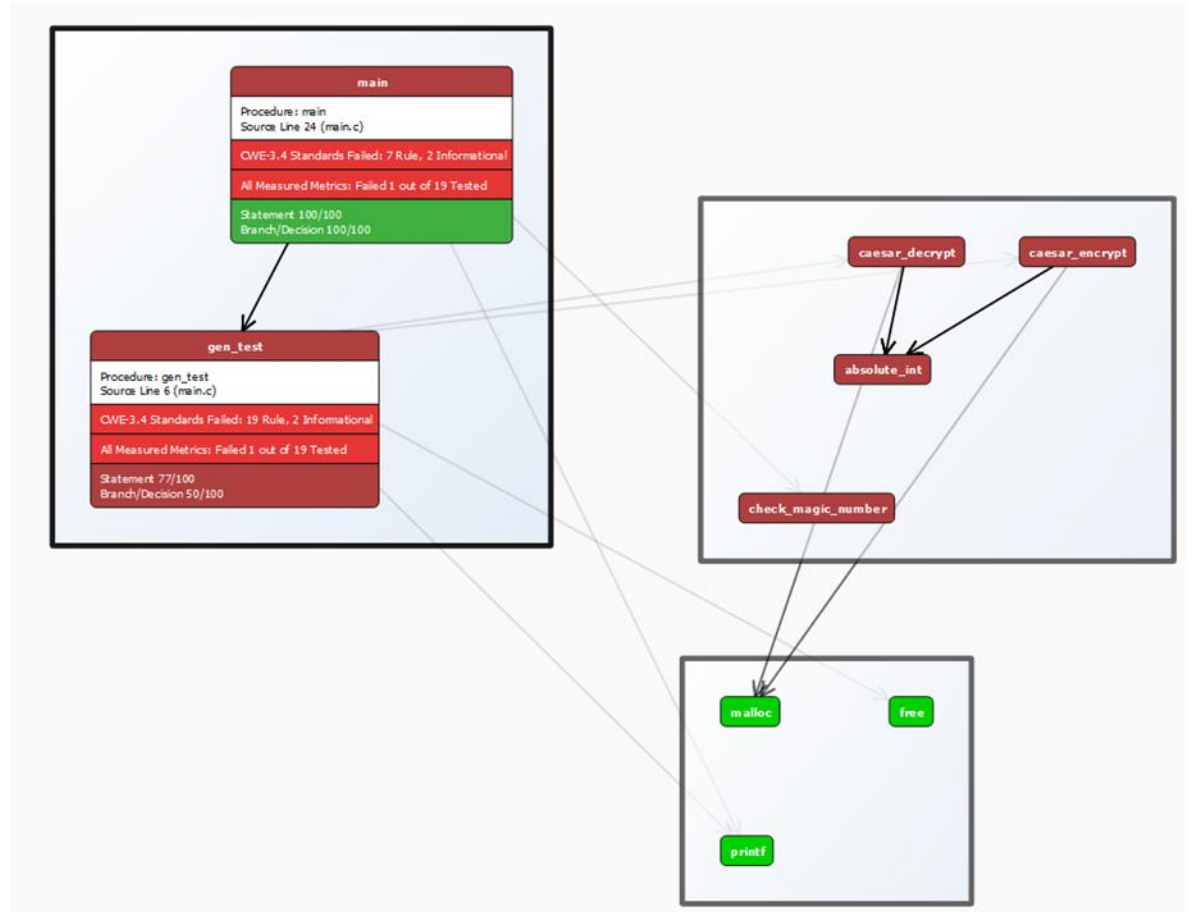 main
Procedure: main
Source Line 24 (main.c)
CWE-3.4 Standards Failed: 7 Rule, 2 Informational
All Measured Metrics: Failed 1 out of 19 Tested
Statement 100/100
Branch/Decision 100/100
gen_test
Procedure: gen_test
Source Line 6 (main.c)
CWE-3.4 Standards Failed: 19 Rule, 2 Informational
All Measured Metrics: Failed 1 out of 19 Tested
Statement 77/100
Branch/Decision 50/100
caesar_decrypt
caesar_encrypt
absolute_int
check_magic_number
malloc
free
printf